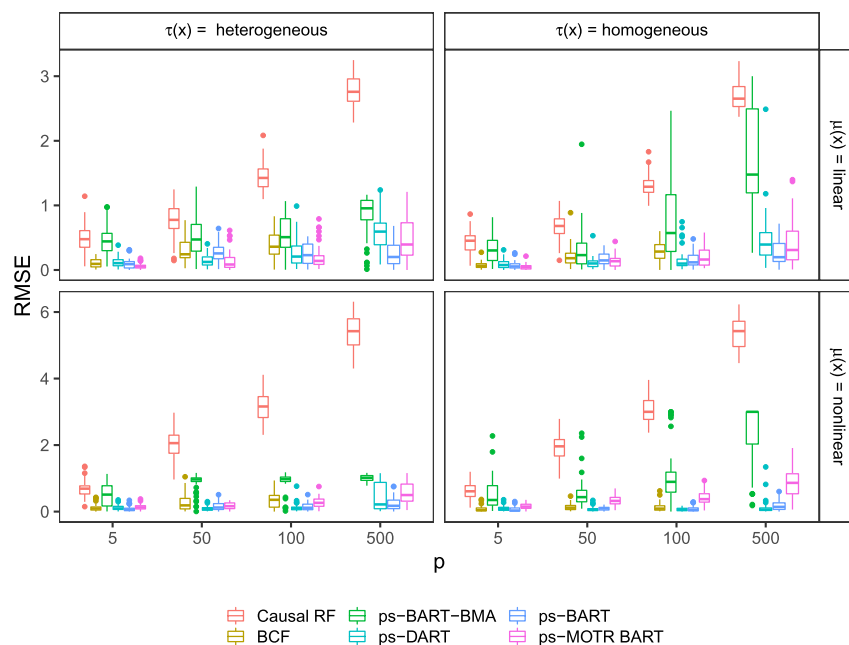 τ(x) = heterogeneous
τ(x) = homogeneous
RMSE
3
2
1
0
μ(x) = linear
6
4
2
0
μ(x) = nonlinear
5
50
100
500
5
50
100
500
p
Causal RF
ps−BART−BMA
ps−BART
BCF
ps−DART
ps−MOTR BART